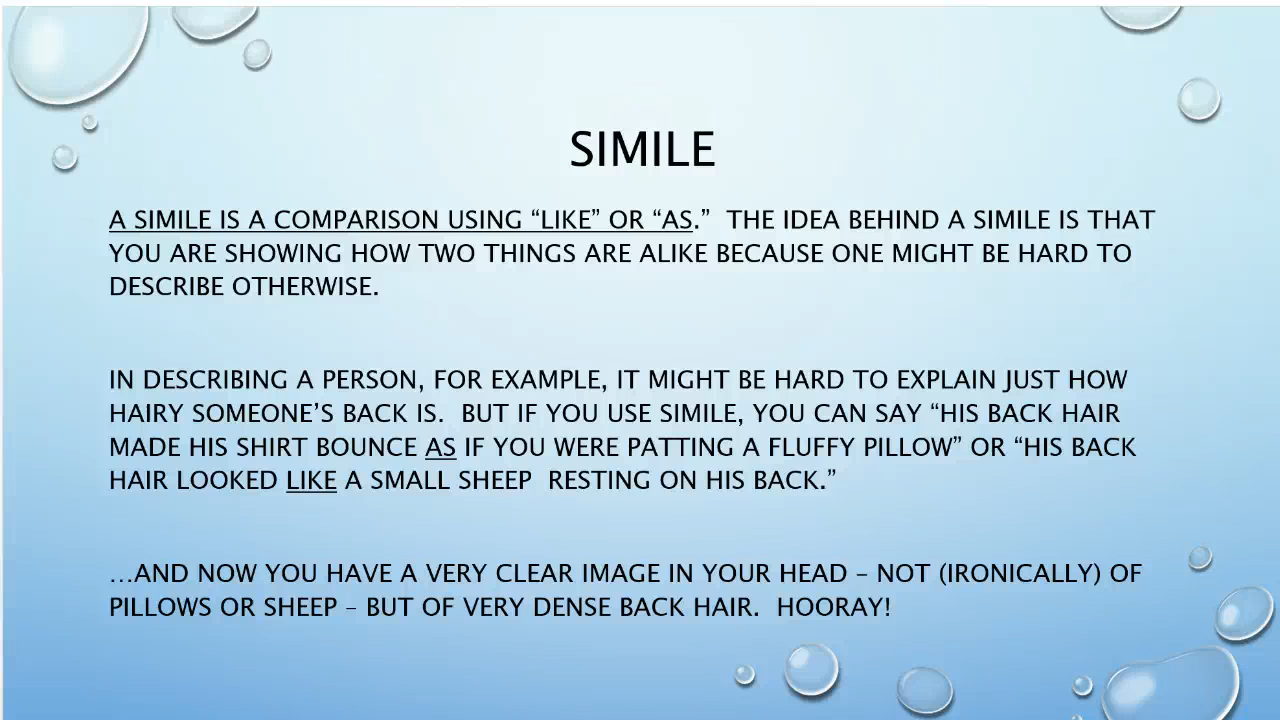 SIMILE
A SIMILE IS A COMPARISON USING “LIKE” OR “AS.”  THE IDEA BEHIND A SIMILE IS THAT
YOU ARE SHOWING HOW TWO THINGS ARE ALIKE BECAUSE ONE MIGHT BE HARD TO
DESCRIBE OTHERWISE.
IN DESCRIBING A PERSON, FOR EXAMPLE, IT MIGHT BE HARD TO EXPLAIN JUST HOW
HAIRY SOMEONE’S BACK IS.  BUT IF YOU USE SIMILE, YOU CAN SAY “HIS BACK HAIR
MADE HIS SHIRT BOUNCE AS IF YOU WERE PATTING A FLUFFY PILLOW” OR “HIS BACK
HAIR LOOKED LIKE A SMALL SHEEP  RESTING ON HIS BACK.”
…AND NOW YOU HAVE A VERY CLEAR IMAGE IN YOUR HEAD – NOT (IRONICALLY) OF
PILLOWS OR SHEEP – BUT OF VERY DENSE BACK HAIR.  HOORAY!